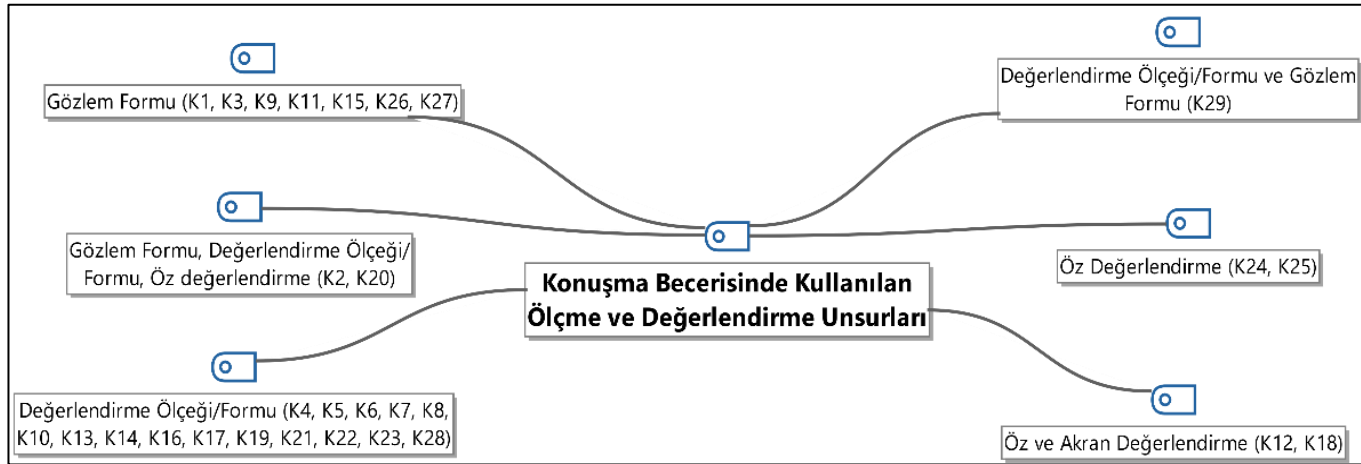 Gözlem Formu (K1, K3, K9, K11, K15, K26, K27)
Değerlendirme Ölçeği/Formu ve Gözlem
Formu (K29)
Gözlem Formu, Değerlendirme Ölçeği/
Formu, Öz değerlendirme (K2, K20)
Öz Değerlendirme (K24, K25)
Konuşma Becerisinde Kullanılan
Ölçme ve Değerlendirme Unsurları
Değerlendirme Ölçeği/Formu (K4, K5, K6, K7, K8,
K10, K13, K14, K16, K17, K19, K21, K22, K23, K28)
Öz ve Akran Değerlendirme (K12, K18)